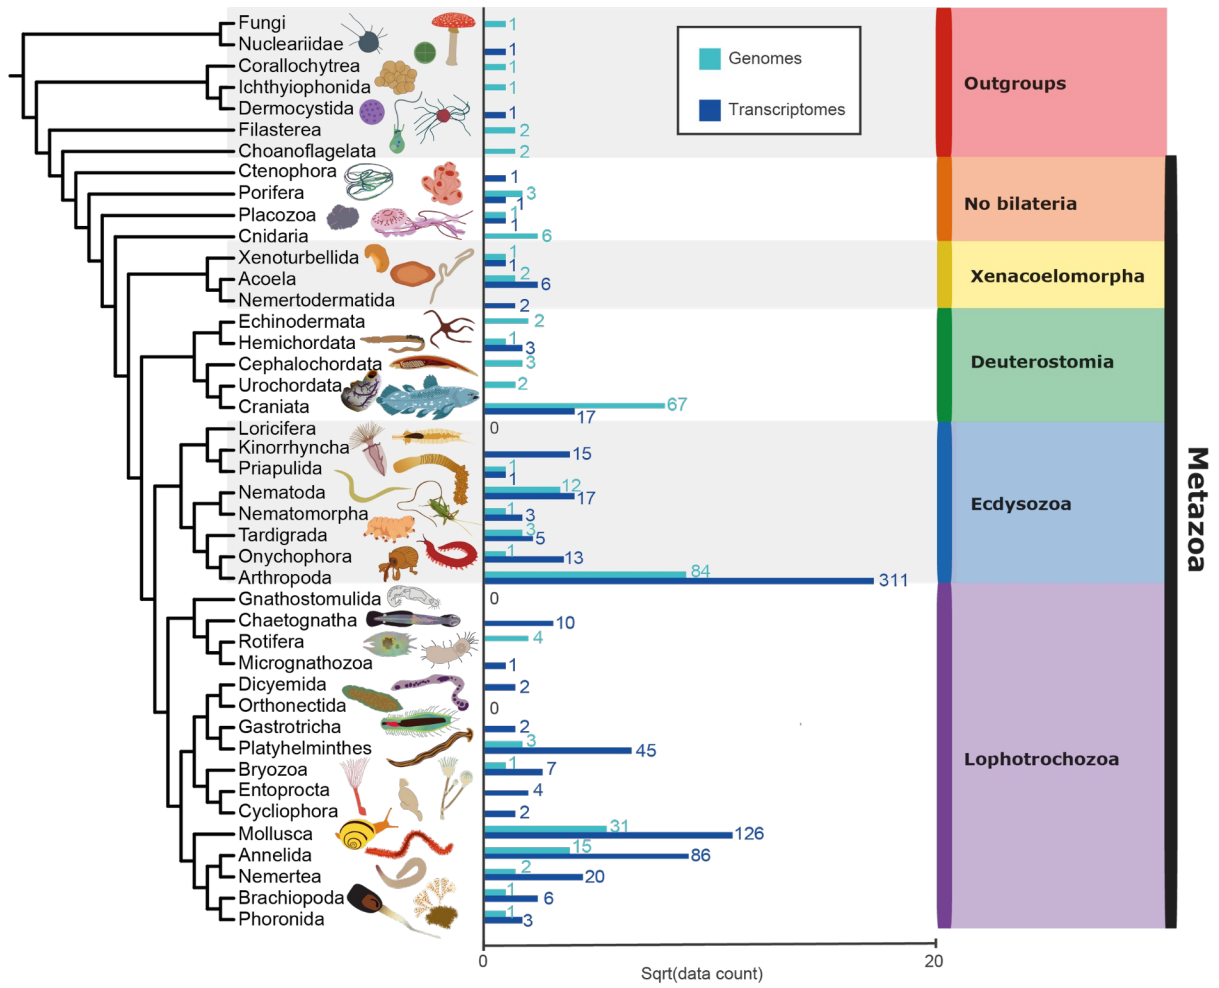 Fungi 1
Nucleariidae 1
Corallochytrea 1
Ichthyiophonida 1
Dermocystida 1
Filasterea 2
Choanoflagelata 2
Genomes
Transcriptomes
Outgroups
Ctenophora 1
Porifera 3 1
Placozoa 1 1
Cnidaria 6
No bilateria
Xenoturbellida 1 1
Acoela 2 6
Nemertodermatida 2
Xenacoelomorpha
Echinodermata 2
Hemichordata 1 3
Cephalochordata 3
Urochordata 2
Craniata 67 17
Deuterostomia
Loricifera 0
Kinorrhyncha 15
Priapulida 1 1
Nematoda 12 17
Nematomorpha 1 3
Tardigrada 3 5
Onychophora 1 13
Arthropoda 84 311
Ecdysozoa
Gnathostomulida 0
Chaetognatha 10
Rotifera 4
Micrognathozoa 1
Dicyemida 2
Orthonectida 0
Gastrotricha 2
Platyhelminthes 3 45
Bryozoa 1 7
Entoprocta 4
Cycliophora 2
Mollusca 31 126
Annelida 15 86
Nemertea 2 20
Brachiopoda 1 6
Phoronida 1 3
Lophotrochozoa
Metazoa
0 20
Sqrt(data count)